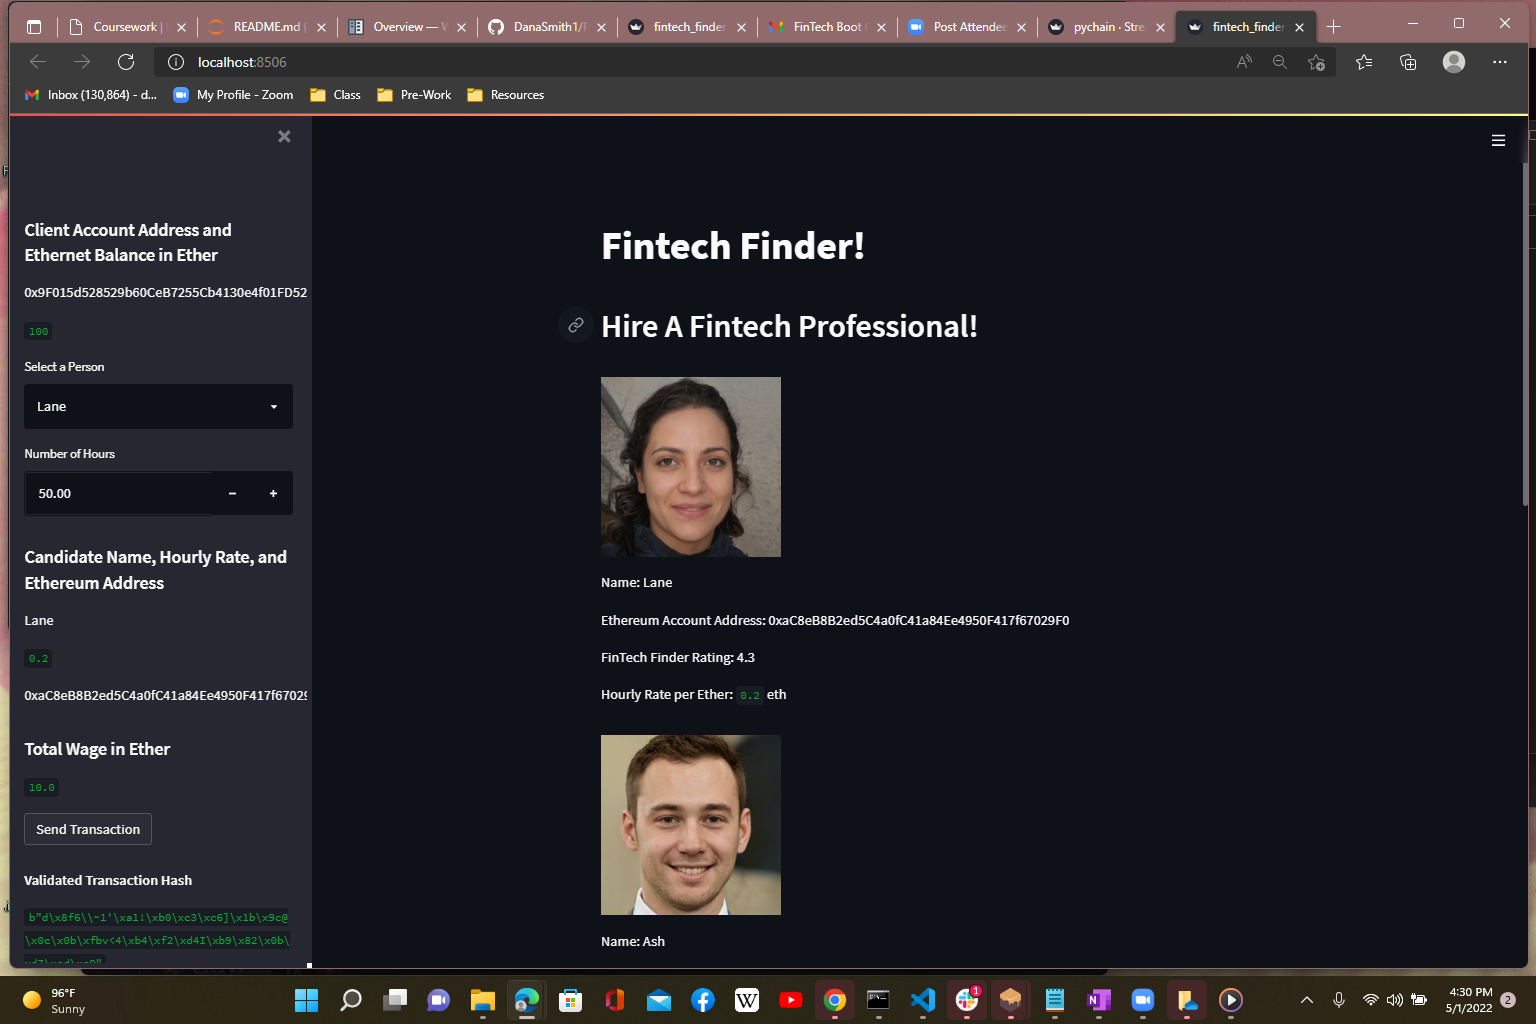 Coursework |
README.md (
Overview — V
DanaSmith1/
fintech_finder
FinTech Boot
Post Attendee
pychain · Stre
fintech_finder
localhost:8506
Inbox (130,864) - d...
My Profile - Zoom
Class
Pre-Work
Resources
Client Account Address and
Ethernet Balance in Ether
0x9F015d528529b60CeB7255Cb4130e4f01FD52
100
Select a Person
Lane
Number of Hours
50.00
Candidate Name, Hourly Rate, and
Ethereum Address
Lane
0.2
0xaC8eB8B2ed5C4a0fC41a84Ee4950F417f6702
Total Wage in Ether
10.0
Send Transaction
Validated Transaction Hash
b"d\x8f6\\~1'\xa1!\xb0\xc3\xc6]\x1b\x9c@
\x0c\x0b\xfbv<4\xb4\xf2\xd4I\xb9\x82\x0b\
Fintech Finder!
Hire A Fintech Professional!
Name: Lane
Ethereum Account Address: 0xaC8eB8B2ed5C4a0fC41a84Ee4950F417f67029F0
FinTech Finder Rating: 4.3
Hourly Rate per Ether: 0.2 eth
Name: Ash
96°F
Sunny
W
1
4:30 PM
5/1/2022
2